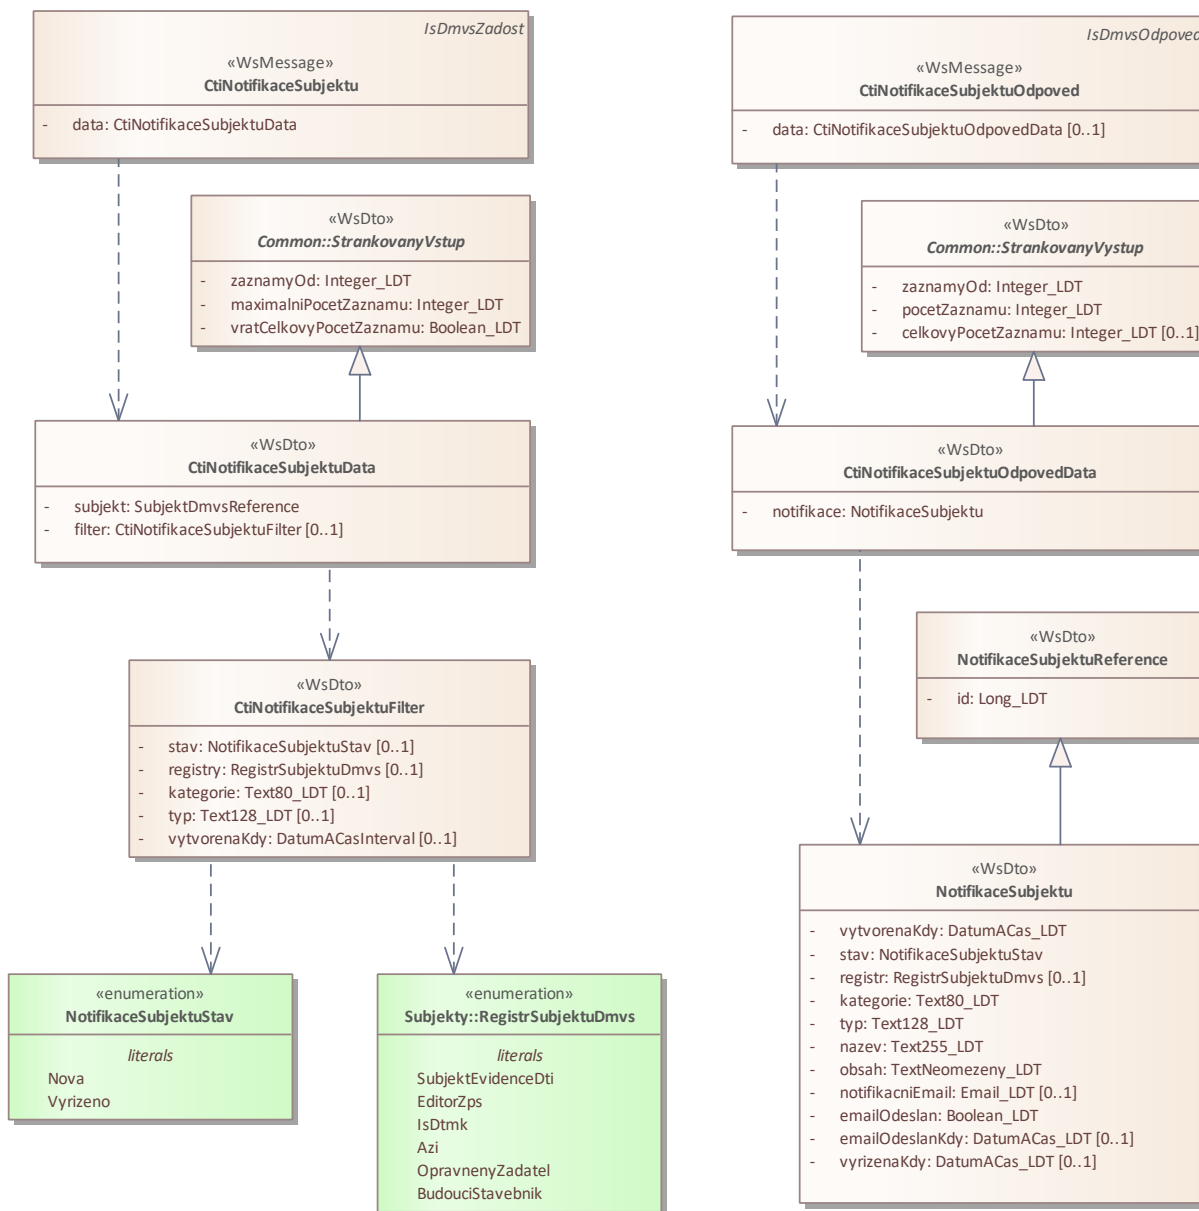 IsDmvsZadost
«WsMessage»
CtiNotifikaceSubjektu
- data: CtiNotifikaceSubjektuData
«WsDto»
Common::StrankovanyVstup
- zaznamyOd: Integer_LDT
- maximalniPocetZaznamu: Integer_LDT
- vratCelkovyPocetZaznamu: Boolean_LDT
«WsDto»
CtiNotifikaceSubjektuData
- subjekt: SubjektDmvsReference
- filter: CtiNotifikaceSubjektuFilter [0..1]
«WsDto»
CtiNotifikaceSubjektuFilter
- stav: NotifikaceSubjektuStav [0..1]
- registry: RegistrSubjektuDmvs [0..1]
- kategorie: Text80_LDT [0..1]
- typ: Text128_LDT [0..1]
- vytvorenaKdy: DatumACasInterval [0..1]
«enumeration»
NotifikaceSubjektuStav
literals
Nova
Vyrizeno
«enumeration»
Subjekty::RegistrSubjektuDmvs
literals
SubjektEvidenceDti
EditorZps
IsDtmk
Azi
OpravnenyZadatel
BudouciStavebnik
IsDmvsOdpoved
«WsMessage»
CtiNotifikaceSubjektuOdpoved
- data: CtiNotifikaceSubjektuOdpovedData [0..1]
«WsDto»
Common::StrankovanyVystup
- zaznamyOd: Integer_LDT
- pocetZaznamu: Integer_LDT
- celkovyPocetZaznamu: Integer_LDT [0..1]
«WsDto»
CtiNotifikaceSubjektuOdpovedData
- notifikace: NotifikaceSubjektu
«WsDto»
NotifikaceSubjektuReference
- id: Long_LDT
«WsDto»
NotifikaceSubjektu
- vytvorenaKdy: DatumACas_LDT
- stav: NotifikaceSubjektuStav
- registr: RegistrSubjektuDmvs [0..1]
- kategorie: Text80_LDT
- typ: Text128_LDT
- nazev: Text255_LDT
- obsah: TextNeomezeny_LDT
- notifikacniEmail: Email_LDT [0..1]
- emailOdeslan: Boolean_LDT
- emailOdeslanKdy: DatumACas_LDT [0..1]
- vyrizenaKdy: DatumACas_LDT [0..1]